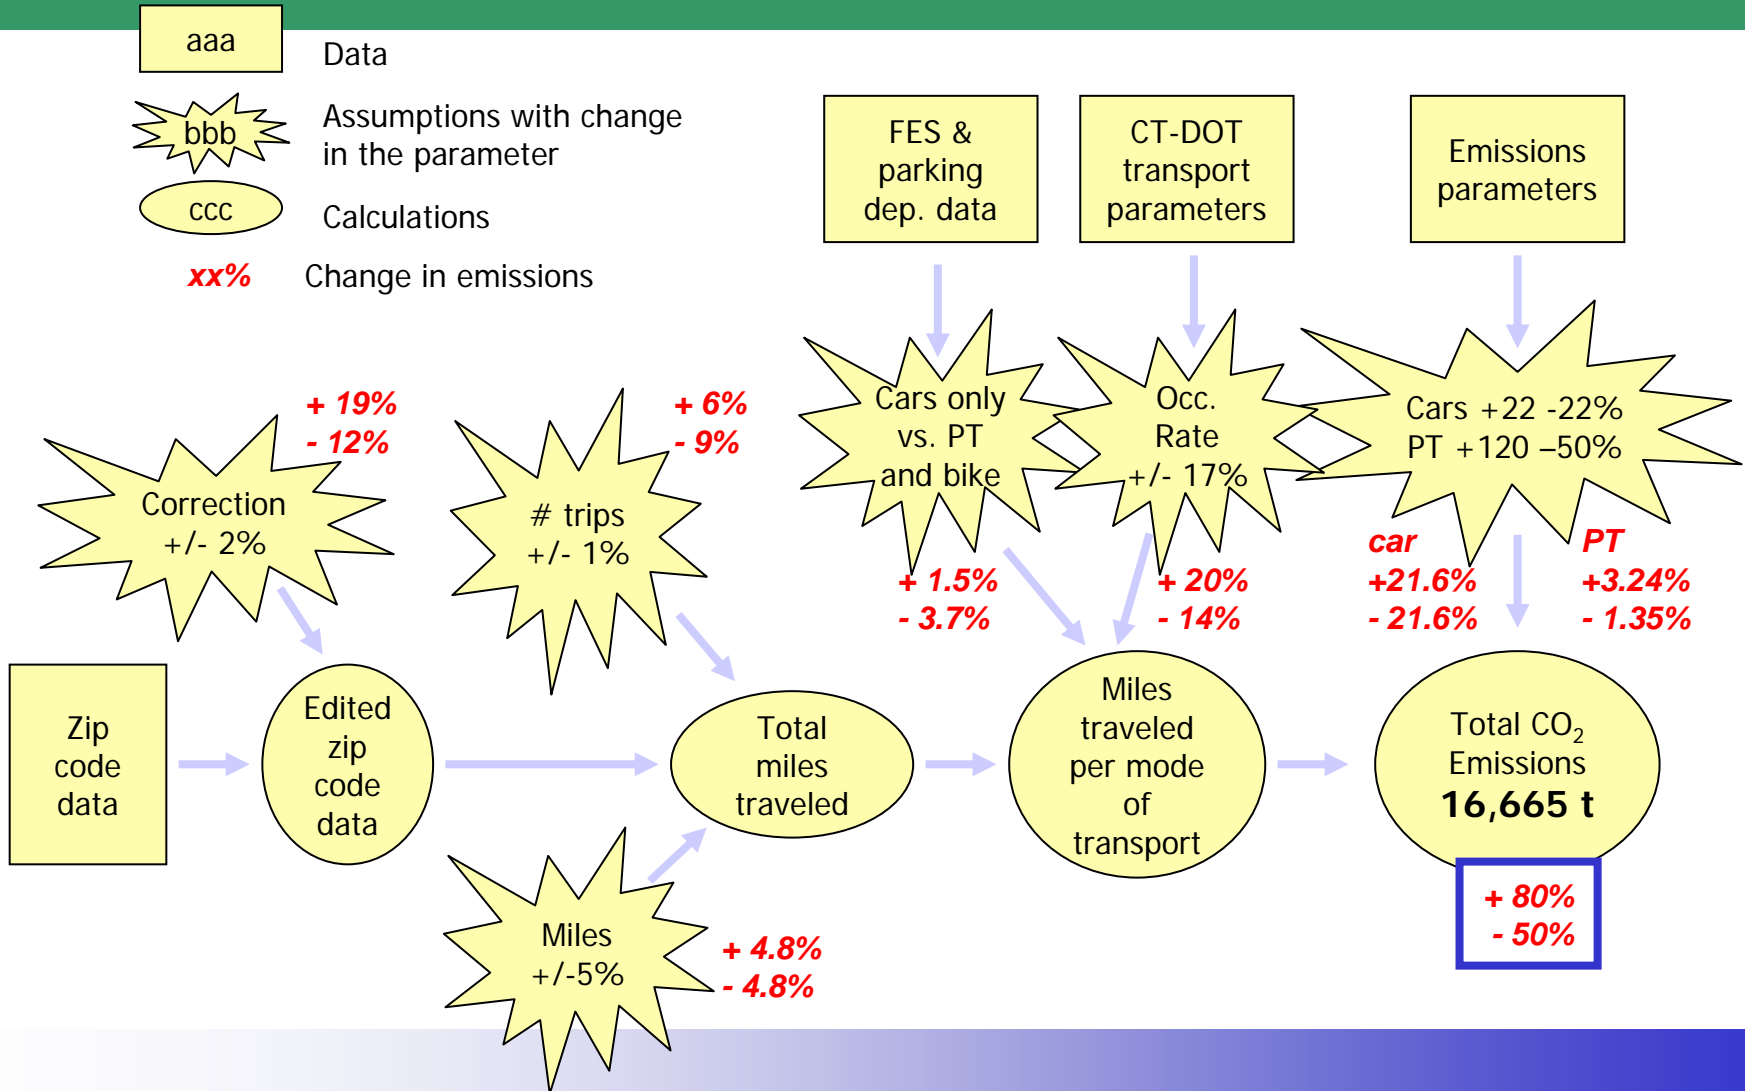 aaa
Data
bbb
Assumptions with change
in the parameter
ccc
Calculations
xx%
Change in emissions
FES &
parking
dep. data
CT-DOT
transport
parameters
Emissions
parameters
+ 19%
- 12%
Correction
+/- 2%
+ 6%
- 9%
# trips
+/- 1%
Cars only
vs. PT
and bike
+ 1.5%
- 3.7%
Occ.
Rate
+/- 17%
+ 20%
- 14%
Cars +22 -22%
PT +120 –50%
car
+21.6%
- 21.6%
PT
+3.24%
- 1.35%
Zip
code
data
Edited
zip
code
data
Total
miles
traveled
Miles
traveled
per mode
of
transport
Total CO₂
Emissions
16,665 t
+ 80%
- 50%
Miles
+/-5%
+ 4.8%
- 4.8%